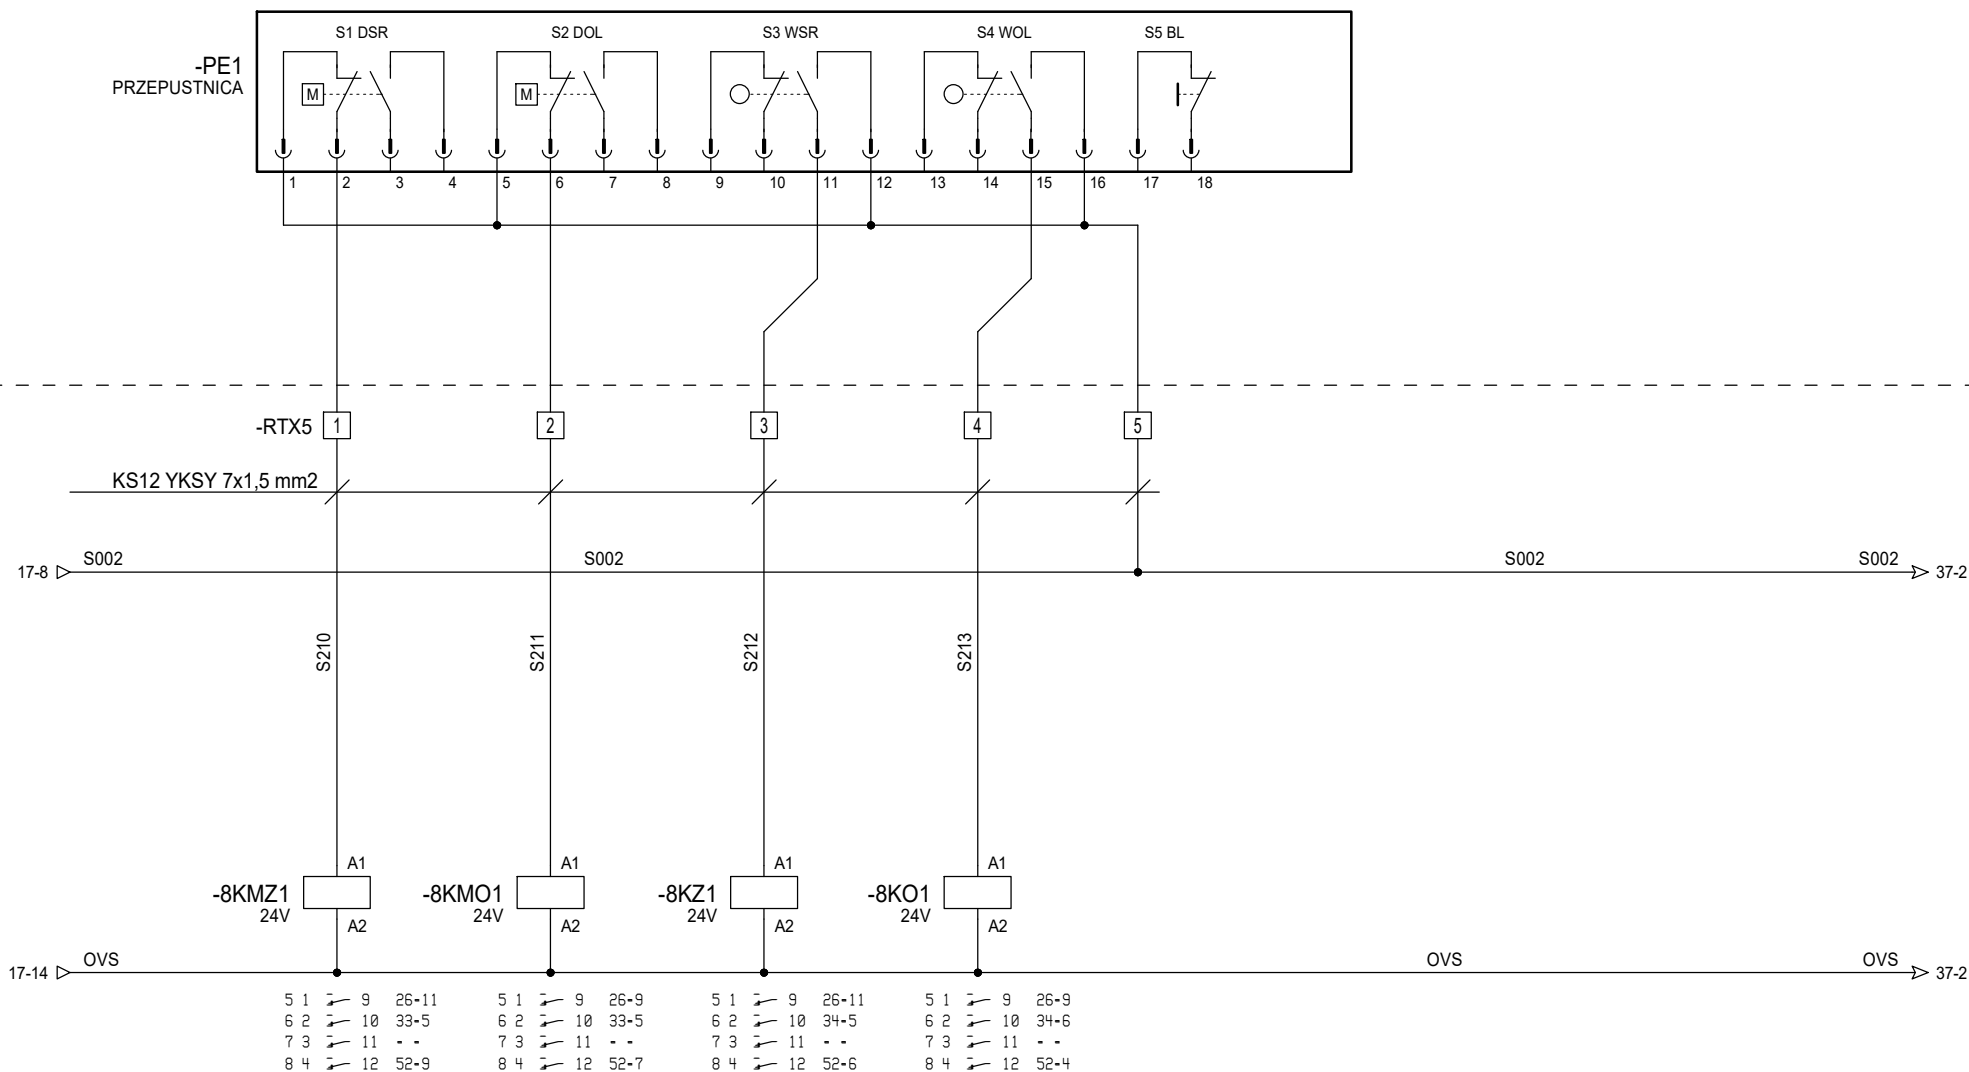 S1 DSR S2 DOL S3 WSR S4 WOL S5 BL
-PE1
PRZEPUSTNICA
M M
1 2 3 4 5 6 7 8 9 10 11 12 13 14 15 16 17 18
-RTX5 1 2 3 4 5
KS12 YKSY 7x1,5 mm2
17-8 S002 S002 S002 S002 37-2
S210 S211 S212 S213
A1 A1 A1 A1
-8KMZ1 -8KMO1 -8KZ1 -8KO1
24V 24V 24V 24V
A2 A2 A2 A2
17-14 OVS OVS OVS 37-2
5 1 9 26-11 5 1 9 26-9 5 1 9 26-11 5 1 9 26-9
6 2 10 33-5 6 2 10 33-5 6 2 10 34-5 6 2 10 34-6
7 3 11 - - 7 3 11 - - 7 3 11 - - 7 3 11 - -
8 4 12 52-9 8 4 12 52-7 8 4 12 52-6 8 4 12 52-4